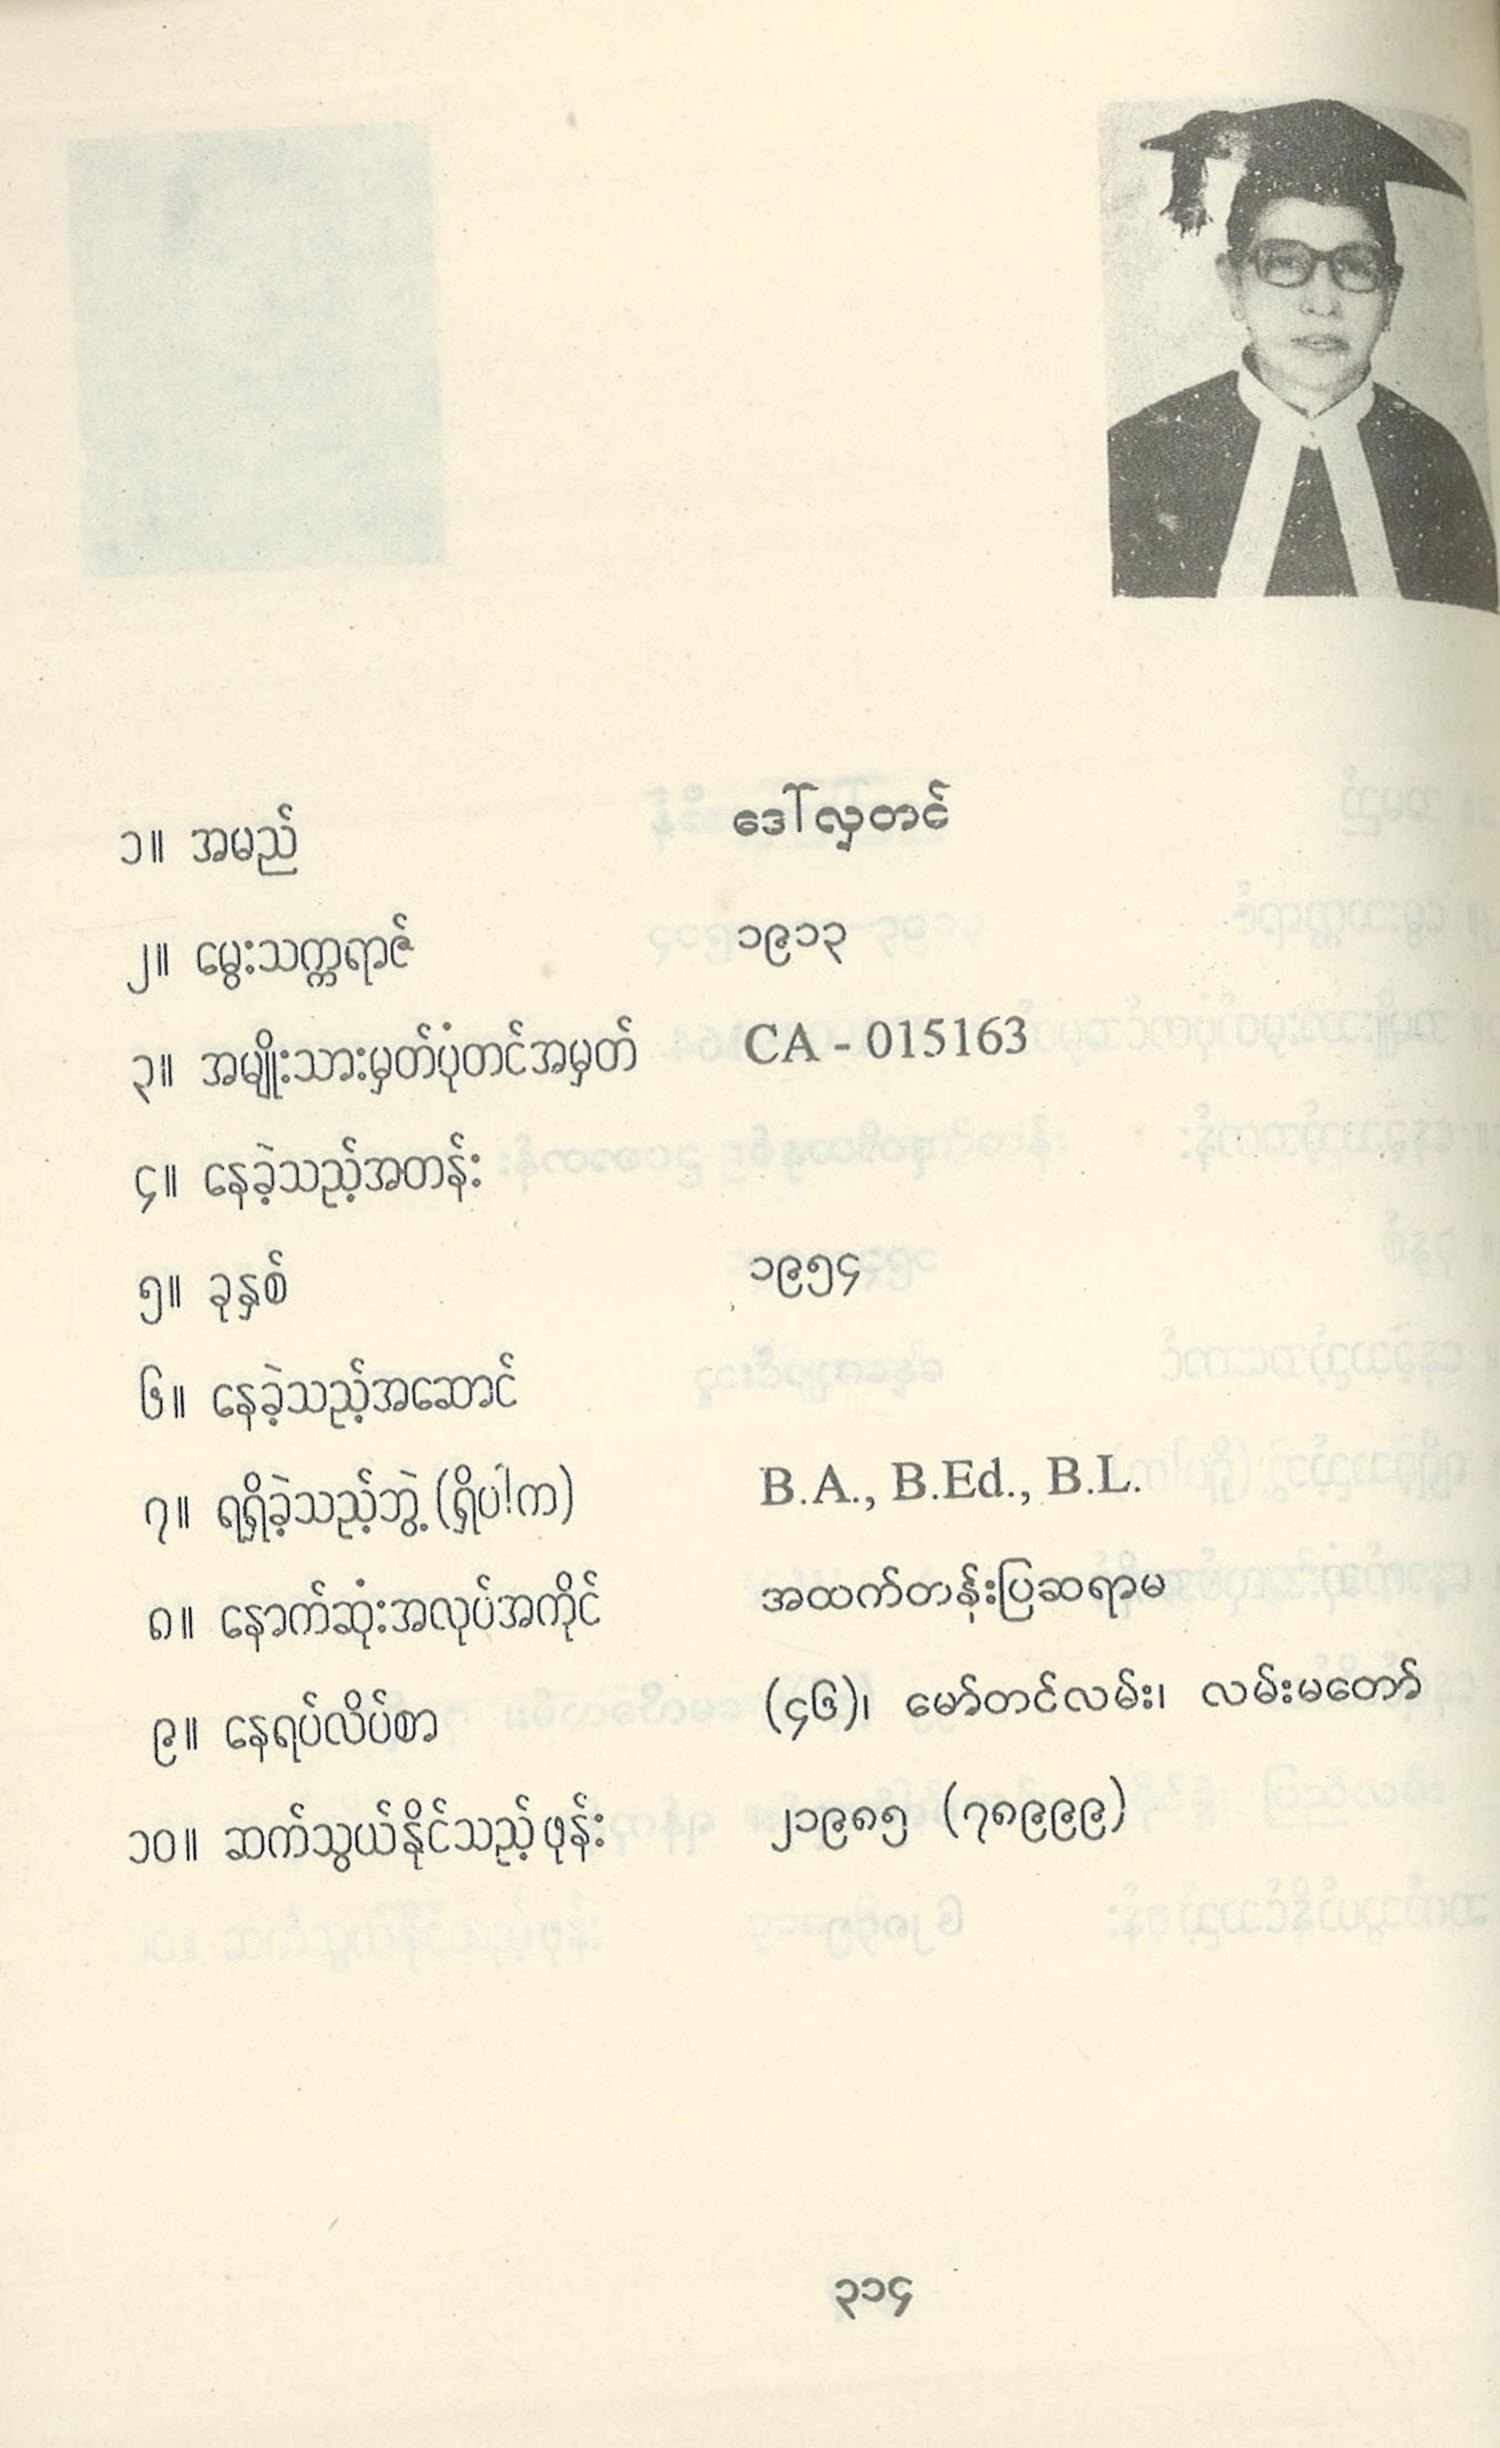 ၁။ အမည် ဒေါ်လှတင်
၂။ မွေးသက္ကရာဇ် ၁၉၁၃
၃။ အမျိုးသားမှတ်ပုံတင်အမှတ် CA - 015163
၄။ နေခဲ့သည့်အတန်း
၅။ ခုနှစ် ၁၉၅၄
၆။ နေခဲ့သည့်အဆောင်
၇။ ရရှိခဲ့သည့်ဘွဲ့ (ရှိပါက) B.A., B.Ed., B.L.
၈။ နောက်ဆုံးအလုပ်အကိုင် အထက်တန်းပြဆရာမ
၉။ နေရပ်လိပ်စာ (၄၆)၊ မော်တင်လမ်း၊ လမ်းမတော်
၁၀။ ဆက်သွယ်နိုင်သည့်ဖုန်း ၂၁၉၈၅ (၇၈၉၉၉)
၃၁၄